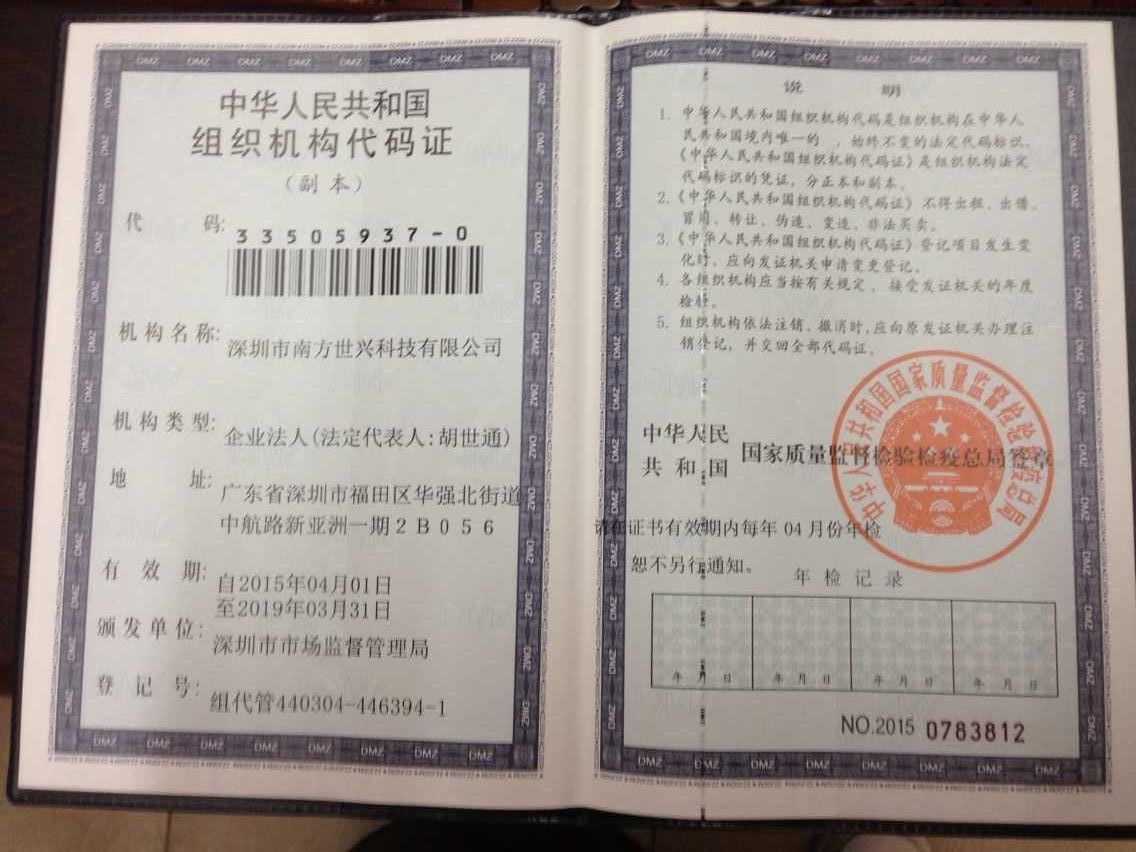 中华人民共和国
组织机构代码证
（副本）
代 码: 33505937-0
机构名称: 深圳市南方世兴科技有限公司
机构类型: 企业法人(法定代表人:胡世通)
地 址: 广东省深圳市福田区华强北街道
中航路新亚洲一期2B056
有 效 期: 自2015年04月01日
至2019年03月31日
颁发单位: 深圳市市场监督管理局
登 记 号: 组代管440304-446394-1
说 明
1. 中华人民共和国组织机构代码是组织机构在中华人
民共和国境内唯一的 ，始终不变的法定代码标识，
《中华人民共和国组织机构代码证》是组织机构法定
代码标识的凭证，分正本和副本。
2.《中华人民共和国组织机构代码证》不得出租、出借、
冒用、转让、伪造、变造、非法买卖。
3.《中华人民共和国组织机构代码证》登记项目发生变
化时，应向发证机关申请变更登记。
4. 各组织机构应当按有关规定，接受发证机关的年度
检验。
5. 组织机构依法注销、撤消时，应向原发证机关办理注
销登记，并交回全部代码证。
中华人民
共和国 国家质量监督检验检疫总局签章
中华人民共和国国家质量监督检验检疫总局
请在证书有效期内每年04月份年检
恕不另行通知。
年检记录
年 月 日 年 月 日 年 月 日 年 月 日
NO.2015 0783812